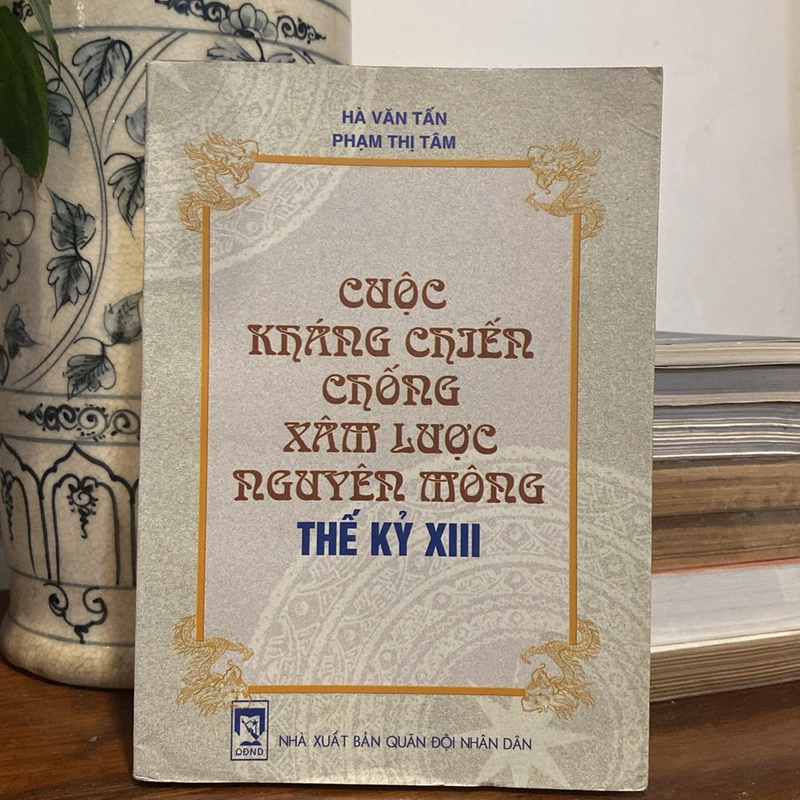 HÀ VĂN TẤN
PHẠM THỊ TÂM
CUỘC
KHÁNG CHIẾN
CHỐNG
XÂM LƯỢC
NGUYÊN MÔNG
THẾ KỶ XIII
QĐND
NHÀ XUẤT BẢN QUÂN ĐỘI NHÂN DÂN